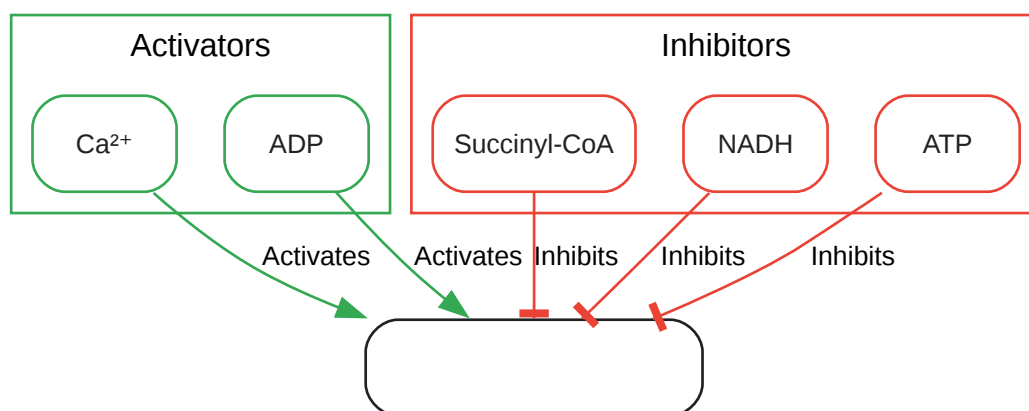 Activators
Inhibitors
Ca²⁺
ADP
Succinyl-CoA
NADH
ATP
Activates
Activates
Inhibits
Inhibits
Inhibits